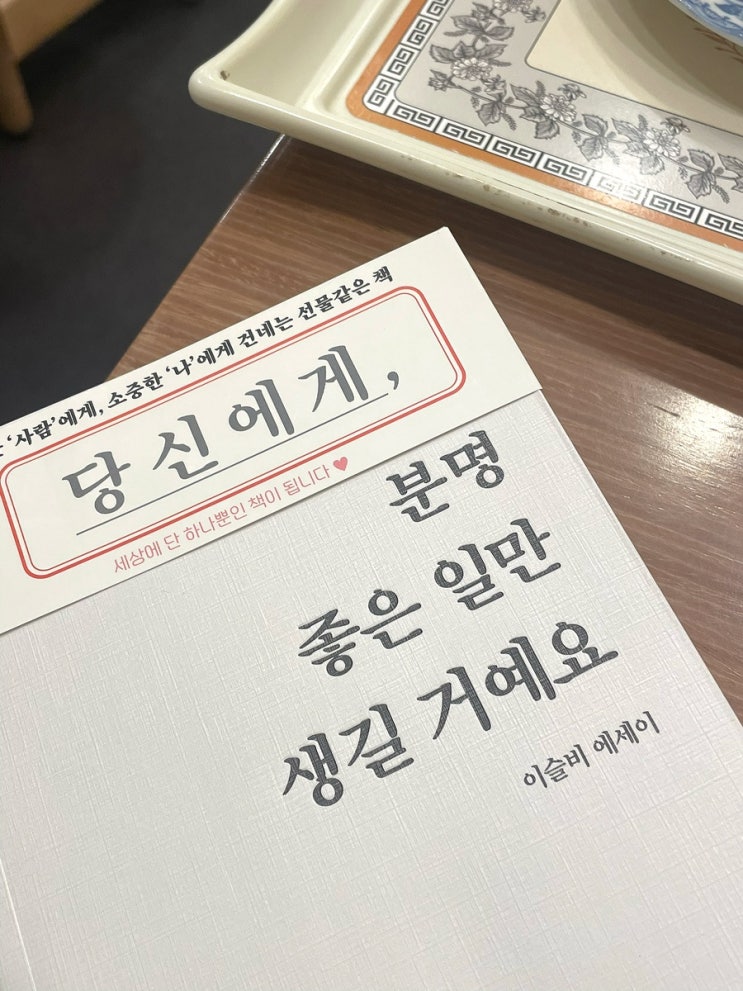 '사람'에게, 소중한 '나'에게 건네는 선물같은 책
당신에게,
세상에 단 하나뿐인 책이 됩니다 ♥
분명
좋은 일만
생길 거예요
이슬비 에세이